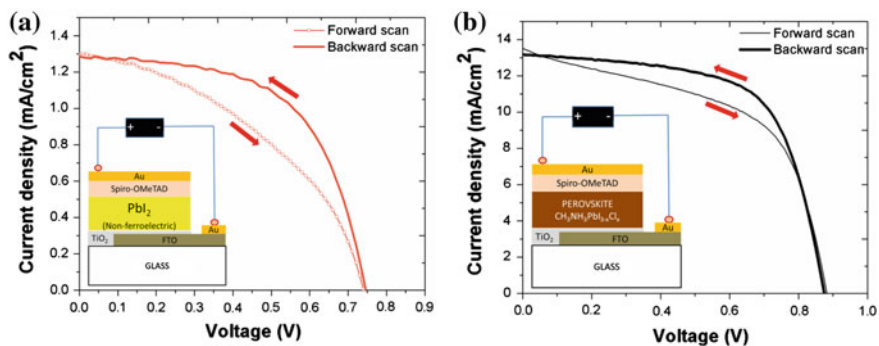 (a)
Forward scan
Backward scan
Current density (mA/cm²)
1.4
1.2
1.0
0.8
0.6
0.4
0.2
0.0
+ -
Au
Spiro-OMeTAD
PbI₂
(Non-ferroelectric)
Au
TiO₂
FTO
GLASS
0.0 0.1 0.2 0.3 0.4 0.5 0.6 0.7 0.8 0.9
Voltage (V)
(b)
Forward scan
Backward scan
Current density (mA/cm²)
14
12
10
8
6
4
2
0
+ -
Au
Spiro-OMeTAD
PEROVSKITE
CH₃NH₃PbI₃₋ₓClₓ
Au
TiO₂
FTO
GLASS
0.0 0.2 0.4 0.6 0.8 1.0
Voltage (V)